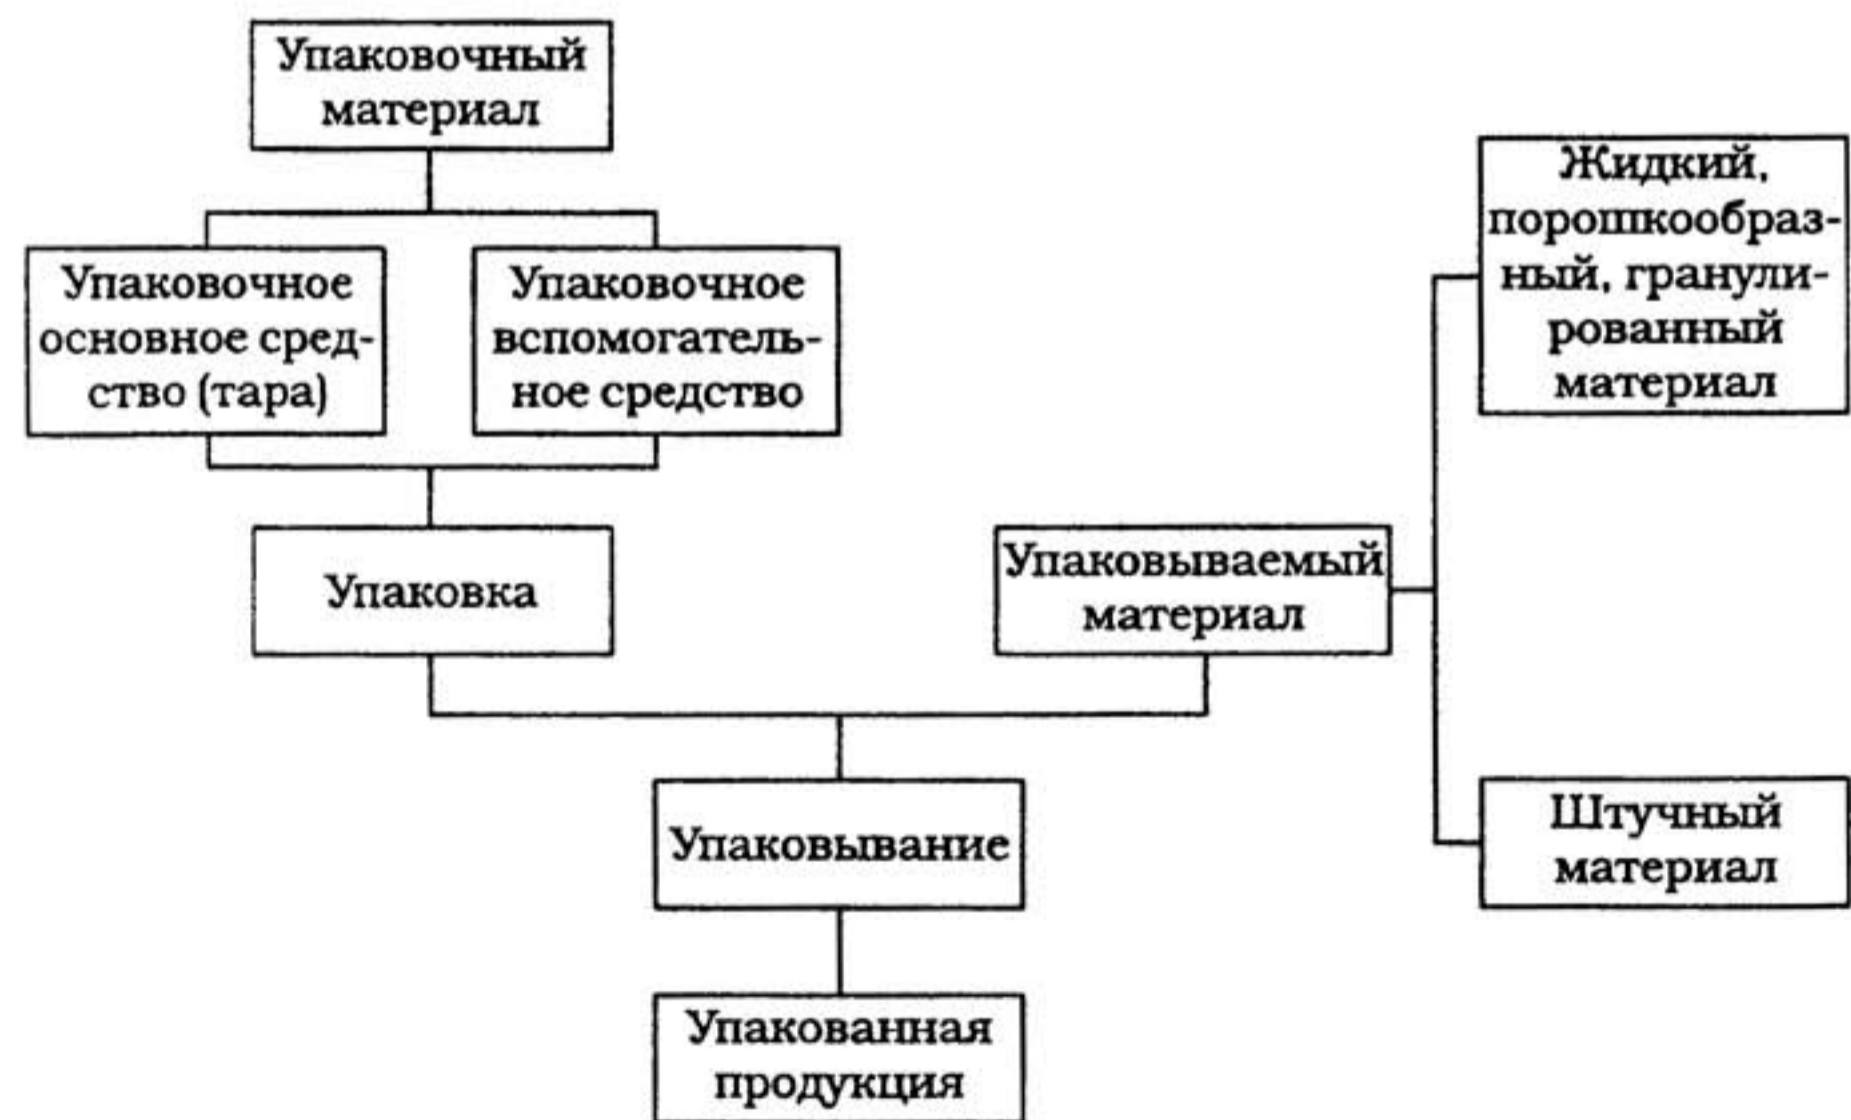 Упаковочный
материал
Упаковочное
основное сред-
ство (тара)
Упаковочное
вспомогатель-
ное средство
Упаковка
Упаковываемый
материал
Жидкий,
порошкообраз-
ный, гранули-
рованный
материал
Штучный
материал
Упаковывание
Упакованная
продукция